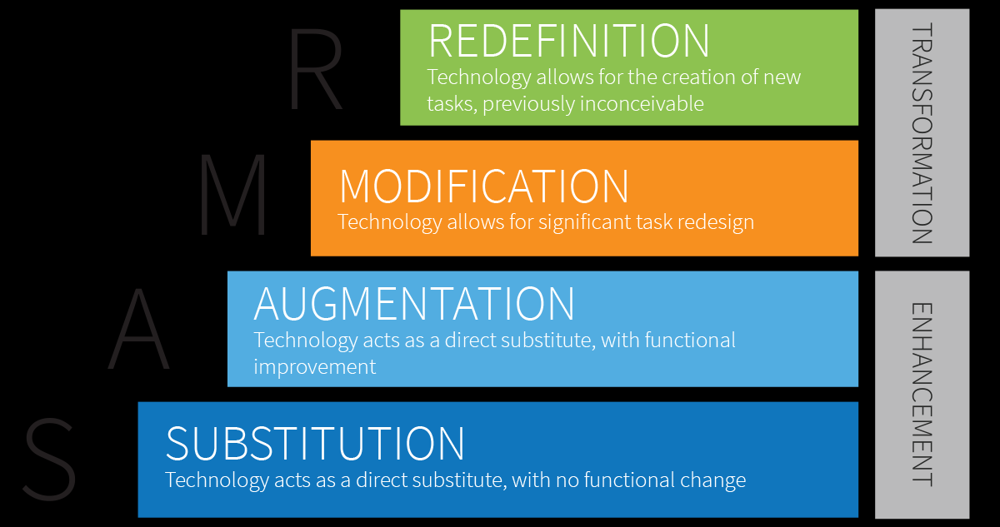 R
REDEFINITION
Technology allows for the creation of new
tasks, previously inconceivable
TRANSFORMATION
M
MODIFICATION
Technology allows for significant task redesign
A
AUGMENTATION
Technology acts as a direct substitute, with functional
improvement
ENHANCEMENT
S
SUBSTITUTION
Technology acts as a direct substitute, with no functional change